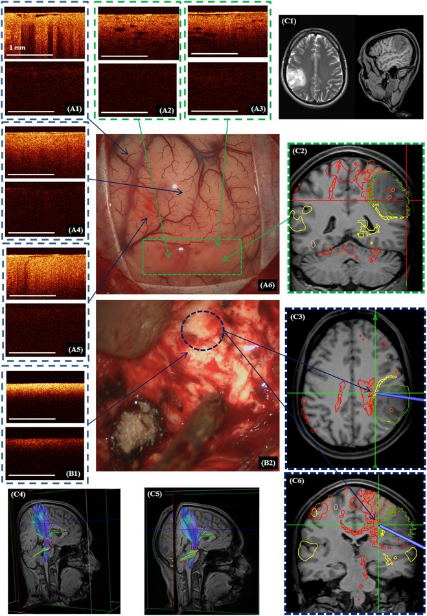 (C1)
1 mm
(A1)
(A2)
(A3)
(A4)
(C2)
(A5)
(A6)
(C3)
(B1)
(B2)
(C4)
(C5)
(C6)